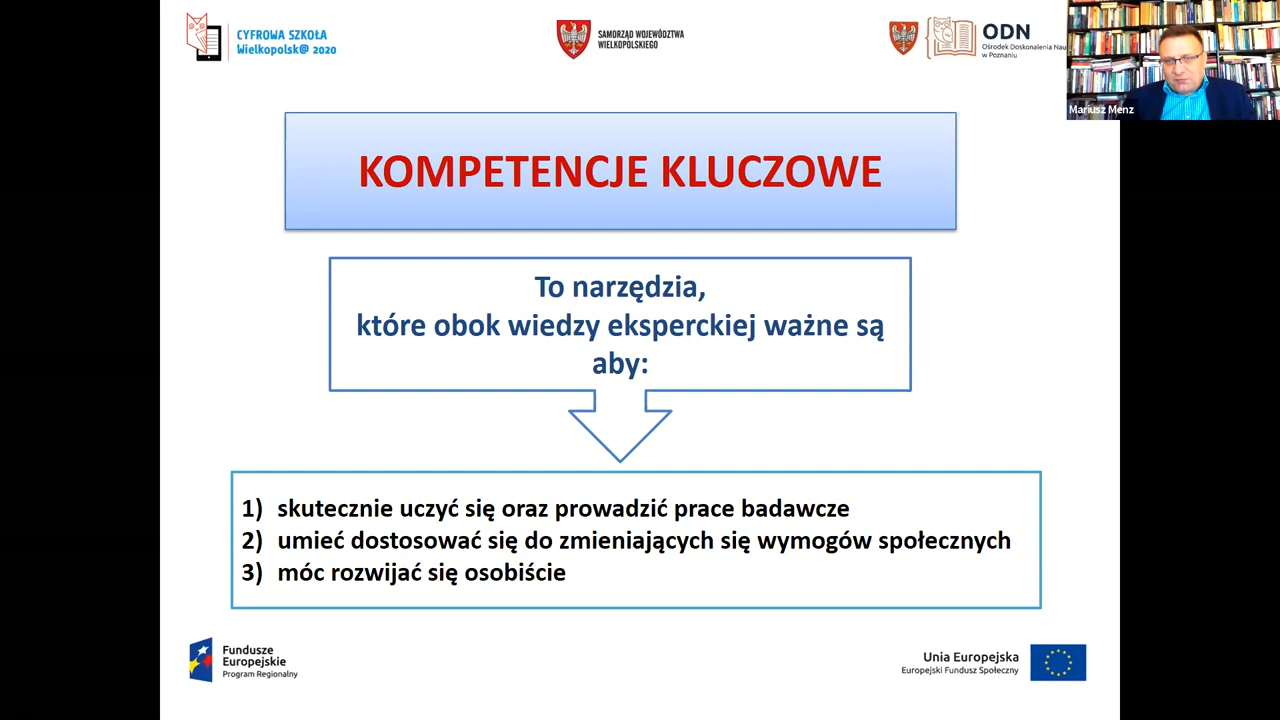 CYFROWA SZKOŁA
Wielkopolsk@ 2020
SAMORZĄD WOJEWÓDZTWA
WIELKOPOLSKIEGO
ODN
Ośrodek Doskonalenia Nau
w Poznaniu
Mariusz Menz
KOMPETENCJE KLUCZOWE
To narzędzia,
które obok wiedzy eksperckiej ważne są
aby:
1) skutecznie uczyć się oraz prowadzić prace badawcze
2) umieć dostosować się do zmieniających się wymogów społecznych
3) móc rozwijać się osobiście
Fundusze
Europejskie
Program Regionalny
Unia Europejska
Europejski Fundusz Społeczny